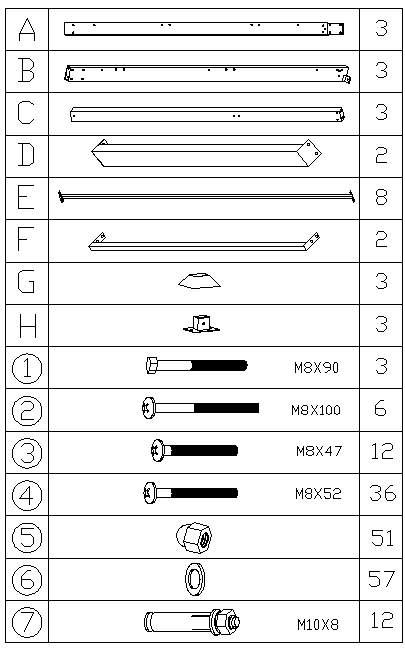 A 3
B 3
C 3
D 2
E 8
F 2
G 3
H 3
① M8X90 3
② M8X100 6
③ M8X47 12
④ M8X52 36
⑤ 51
⑥ 57
⑦ M10X8 12